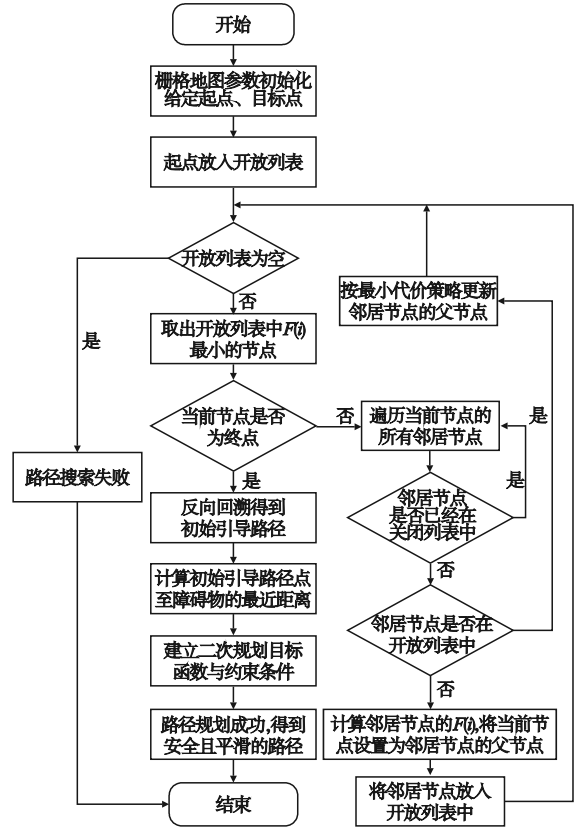 开始
栅格地图参数初始化
给定起点、目标点
起点放入开放列表
开放列表为空
否
是
取出开放列表中F(i)
最小的节点
当前节点是否
为终点
否
是
路径搜索失败
反向回溯得到
初始引导路径
计算初始引导路径点
至障碍物的最近距离
建立二次规划目标
函数与约束条件
路径规划成功,得到
安全且平滑的路径
结束
按最小代价策略更新
邻居节点的父节点
遍历当前节点的
所有邻居节点
是
是
邻居节点
是否已经在
关闭列表中
否
邻居节点是否在
开放列表中
否
计算邻居节点的F(i),将当前节
点设置为邻居节点的父节点
将邻居节点放入
开放列表中